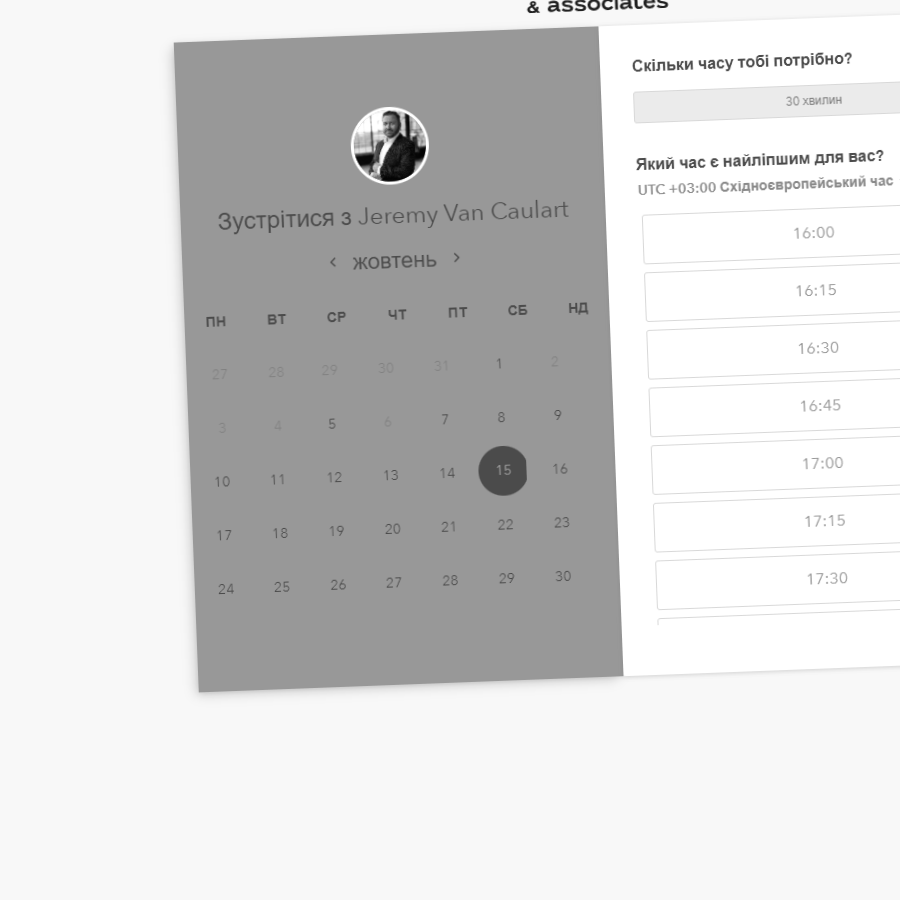 & associates
Зустрітися з Jeremy Van Caulart
жовтень
ПН ВТ СР ЧТ ПТ СБ НД
27 28 29 30 31 1 2
3 4 5 6 7 8 9
10 11 12 13 14 15 16
17 18 19 20 21 22 23
24 25 26 27 28 29 30
Скільки часу тобі потрібно?
30 хвилин
Який час є найліпшим для вас?
UTC +03:00 Східноєвропейський час
16:00
16:15
16:30
16:45
17:00
17:15
17:30